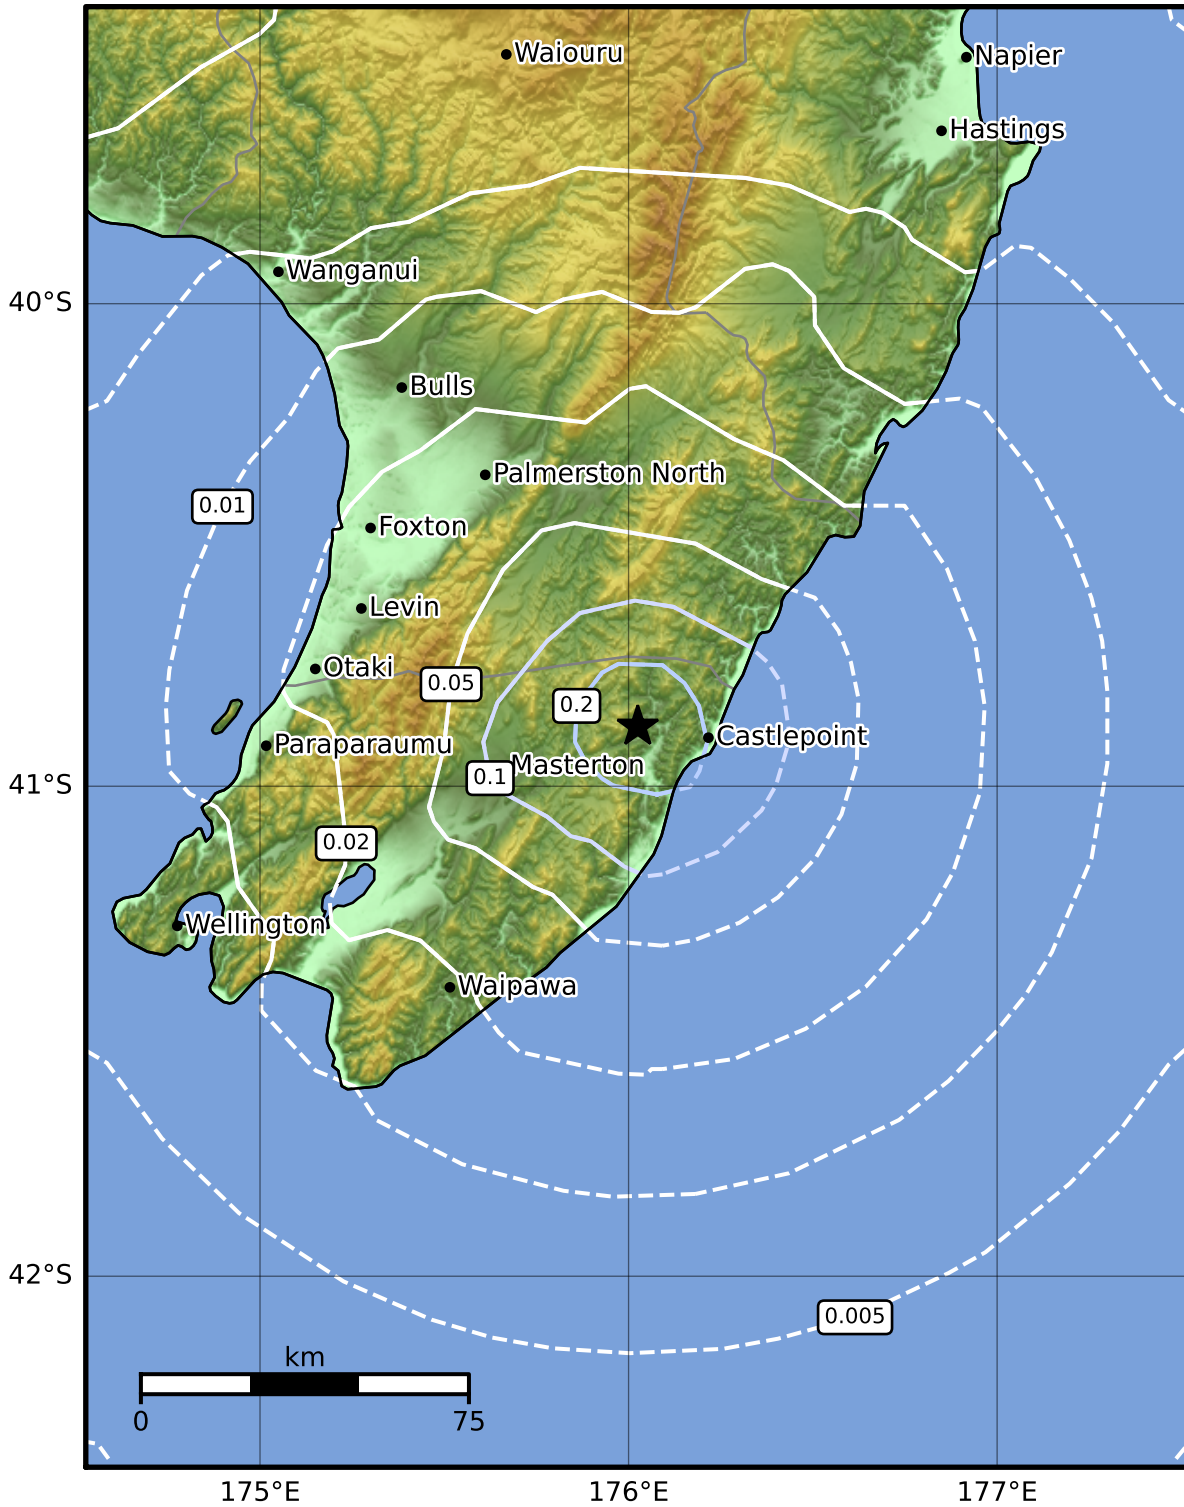 Waiouru
Napier
Hastings
Wanganui
40°S
Bulls
Palmerston North
0.01
Foxton
Levin
Otaki
0.05
0.2
Castlepoint
Paraparaumu
Masterton
0.1
41°S
0.02
Wellington
Waipawa
42°S
0.005
km
0 75
175°E 176°E 177°E